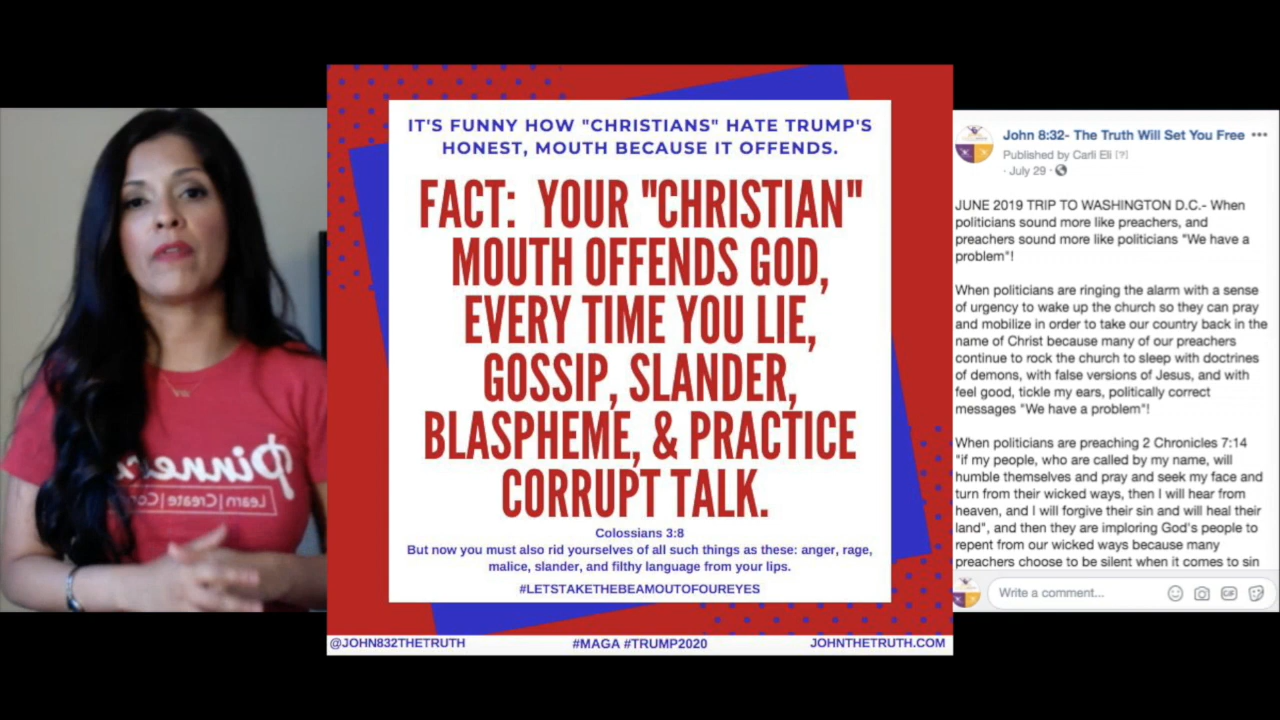 Pinners
Learn|Create|Co
IT'S FUNNY HOW "CHRISTIANS" HATE TRUMP'S
HONEST, MOUTH BECAUSE IT OFFENDS.
FACT: YOUR "CHRISTIAN"
MOUTH OFFENDS GOD,
EVERY TIME YOU LIE,
GOSSIP, SLANDER,
BLASPHEME, & PRACTICE
CORRUPT TALK.
Colossians 3:8
But now you must also rid yourselves of all such things as these: anger, rage,
malice, slander, and filthy language from your lips.
#LETSTAKETHEBEAMOUTOFOUREYES
@JOHN832THETRUTH
#MAGA #TRUMP2020
JOHNTHETRUTH.COM
John 8:32- The Truth Will Set You Free
Published by Carli Eli [?]
· July 29 ·
JUNE 2019 TRIP TO WASHINGTON D.C.- When
politicians sound more like preachers, and
preachers sound more like politicians "We have a
problem"!
When politicians are ringing the alarm with a sense
of urgency to wake up the church so they can pray
and mobilize in order to take our country back in the
name of Christ because many of our preachers
continue to rock the church to sleep with doctrines
of demons, with false versions of Jesus, and with
feel good, tickle my ears, politically correct
messages "We have a problem"!
When politicians are preaching 2 Chronicles 7:14
"if my people, who are called by my name, will
humble themselves and pray and seek my face and
turn from their wicked ways, then I will hear from
heaven, and I will forgive their sin and will heal their
land", and then they are imploring God's people to
repent from our wicked ways because many
preachers choose to be silent when it comes to sin
Write a comment...
GIF